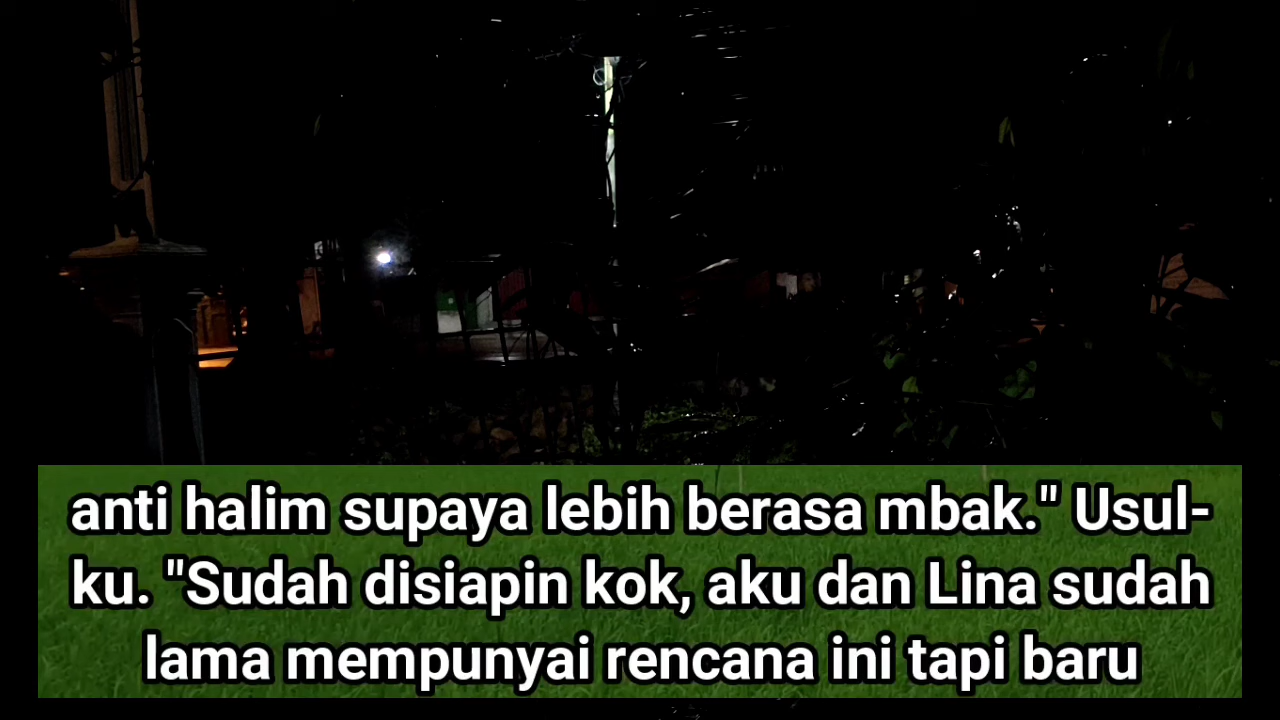 anti halim supaya lebih berasa mbak." Usul-
ku. "Sudah disiapin kok, aku dan Lina sudah
lama mempunyai rencana ini tapi baru